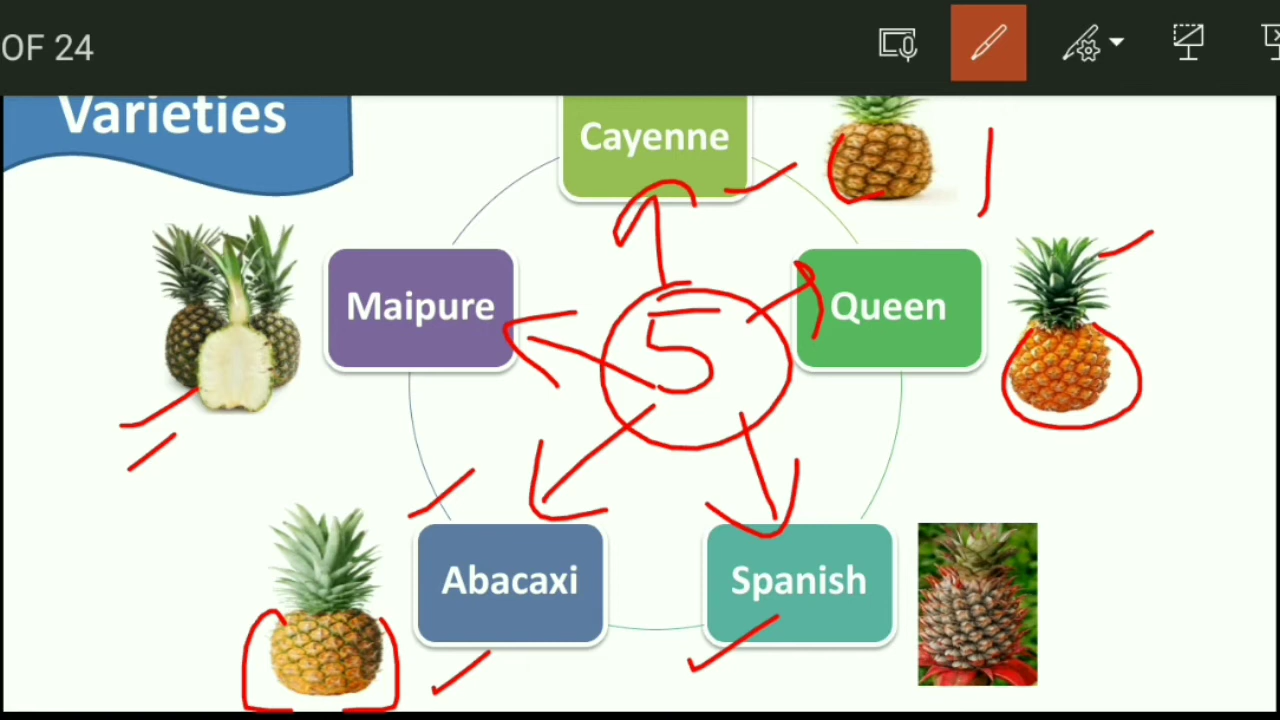 OF 24
Varieties
Cayenne
Maipure
5
Queen
Abacaxi
Spanish